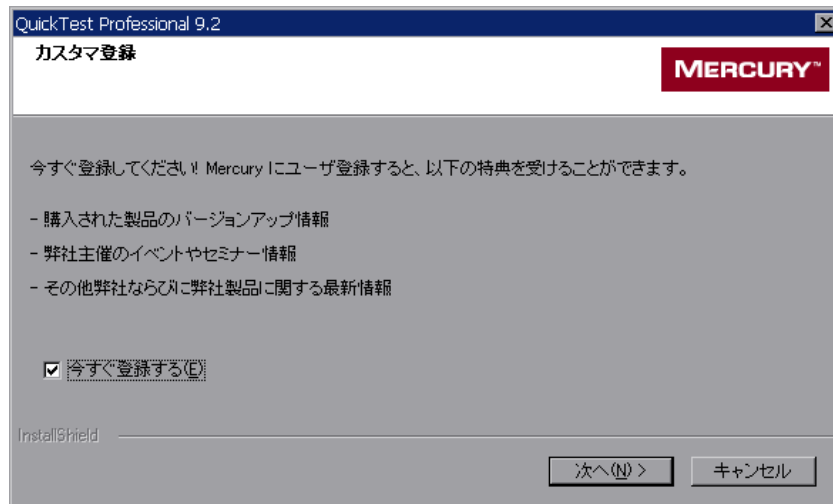 QuickTest Professional 9.2
カスタマ登録
MERCURY™
今すぐ登録してください! Mercury にユーザ登録すると、以下の特典を受けることができます。
- 購入された製品のバージョンアップ情報
- 弊社主催のイベントやセミナー情報
- その他弊社ならびに弊社製品に関する最新情報
今すぐ登録する(E)
InstallShield
次へ(N) >
キャンセル